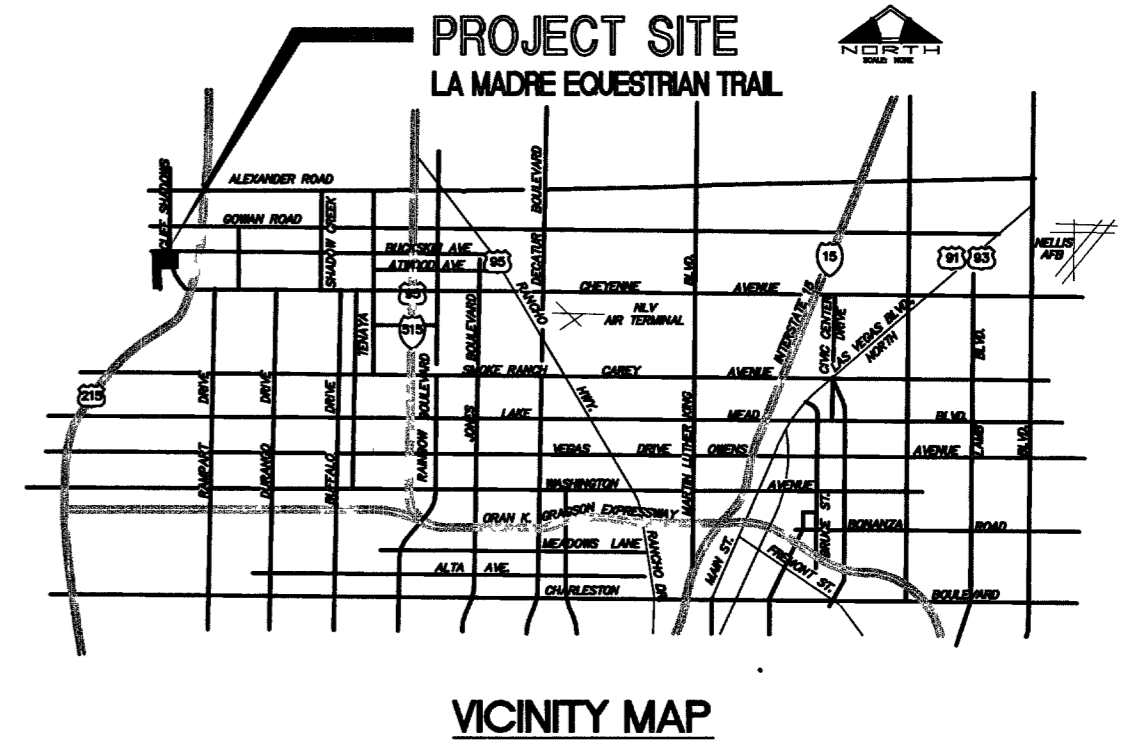 PROJECT SITE
LA MADRE EQUESTRIAN TRAIL
NORTH
SCALE: NONE
CLIFF SHADOWS
ALEXANDER ROAD
GOWAN ROAD
SHADOW CREEK
BUCKSKIN AVE
ATWOOD AVE
95
95
515
DECATUR BOULEVARD
RANCHO HWY.
CHEYENNE AVENUE
NLV
AIR TERMINAL
BLVD.
INTERSTATE 15
15
91
93
NELLIS
AFB
CIVIC CENTER
DRIVE
LAS VEGAS BLVD.
NORTH
TENAYA
SMOKE RANCH CAREY AVENUE
215
RAMPART DRIVE
DURANGO DRIVE
BUFFALO DRIVE
RAINBOW BOULEVARD
JONES BOULEVARD
LAKE MEAD BLVD.
VEGAS DRIVE OWENS AVENUE
MARTIN LUTHER KING
LAMB BLVD.
BLVD.
WASHINGTON AVENUE
ORAN K. GRAGSON EXPRESSWAY
BRUCE ST.
BONANZA ROAD
MEADOWS LANE
RANCHO DR.
MAIN ST.
FREMONT ST.
ALTA AVE.
CHARLESTON BOULEVARD
VICINITY MAP